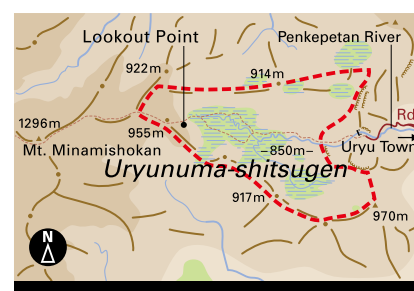 Lookout Point
Penkepetan River
922m
914m
1296m
955m
Rd
Mt. Minamishokan
850m
Uryu Town
Uryunuma-shitsugen
917m
970m
N